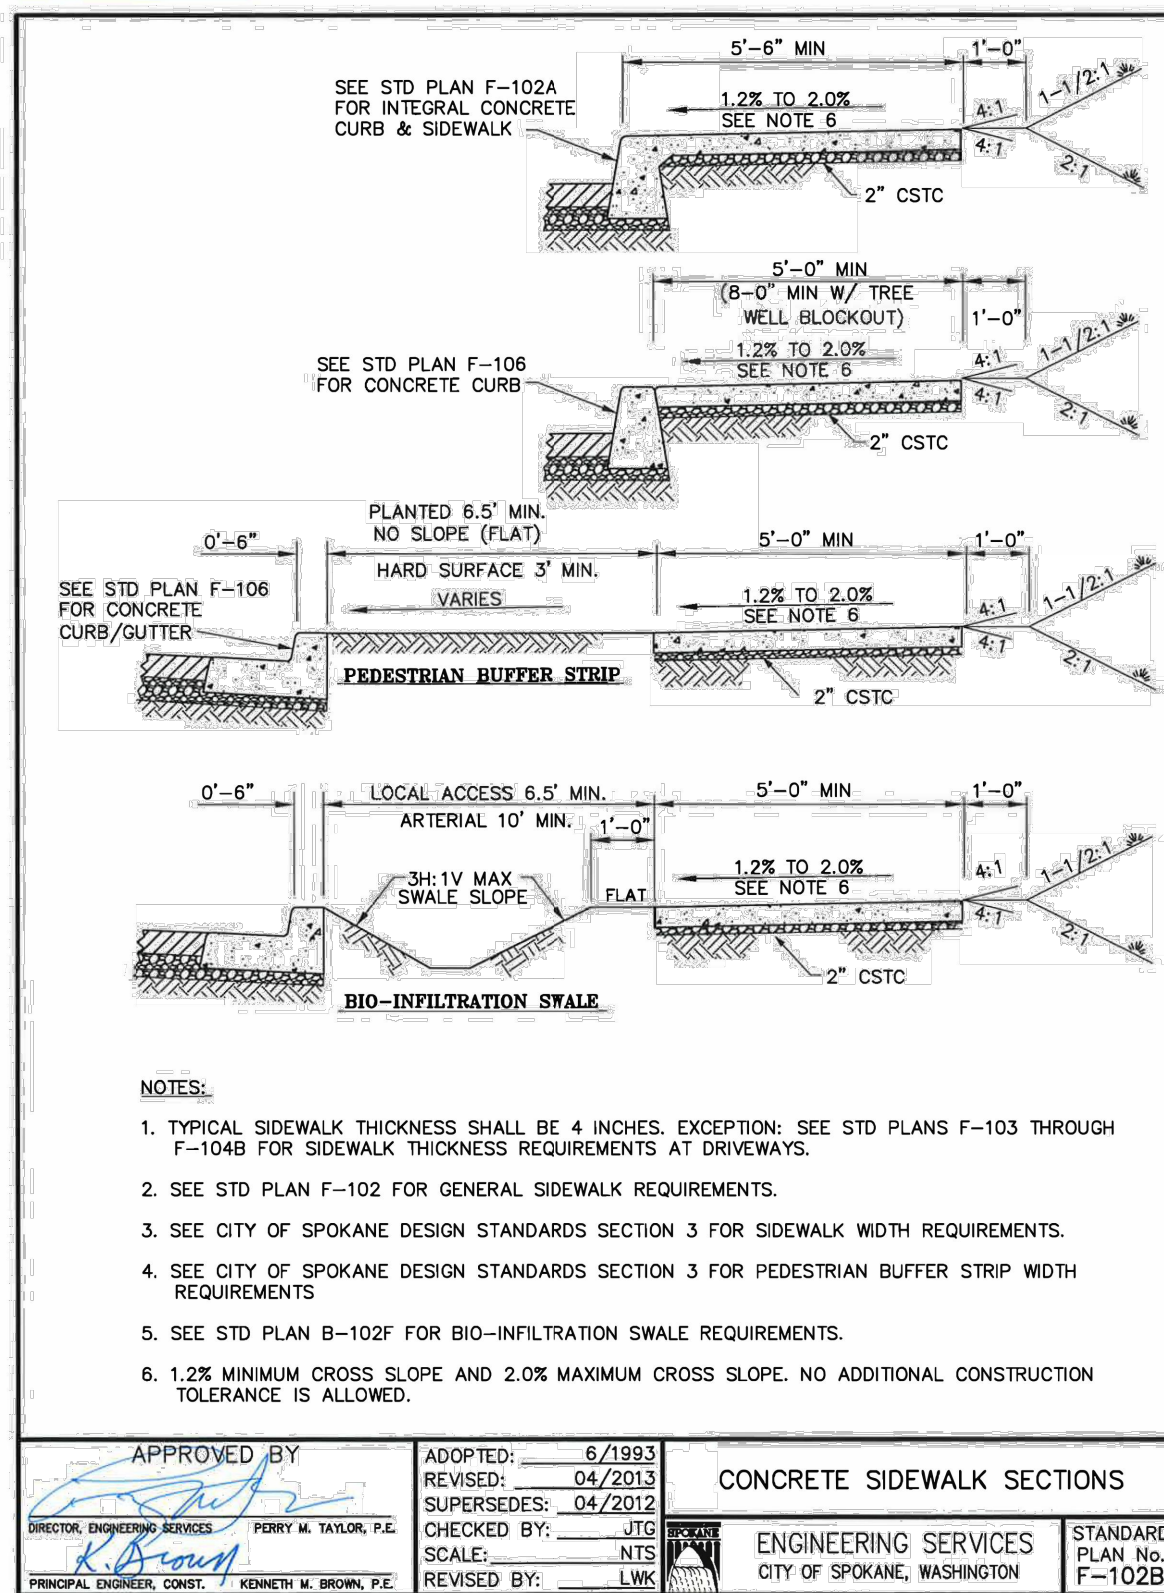 5'-6" MIN
1'-0"
SEE STD PLAN F-102A
FOR INTEGRAL CONCRETE
CURB & SIDEWALK
1.2% TO 2.0%
SEE NOTE 6
4:1
4:1
1-1/2:1
2:1
2" CSTC
5'-0" MIN
(8-0" MIN W/ TREE
WELL BLOCKOUT)
1'-0"
SEE STD PLAN F-106
FOR CONCRETE CURB
1.2% TO 2.0%
SEE NOTE 6
4:1
4:1
1-1/2:1
2:1
2" CSTC
PLANTED 6.5' MIN.
NO SLOPE (FLAT)
0'-6"
5'-0" MIN
1'-0"
HARD SURFACE 3' MIN.
SEE STD PLAN F-106
FOR CONCRETE
CURB/GUTTER
VARIES
1.2% TO 2.0%
SEE NOTE 6
4:1
4:1
1-1/2:1
2:1
PEDESTRIAN BUFFER STRIP
2" CSTC
0'-6"
LOCAL ACCESS 6.5' MIN.
ARTERIAL 10' MIN.
1'-0"
5'-0" MIN
1'-0"
3H:1V MAX
SWALE SLOPE
FLAT
1.2% TO 2.0%
SEE NOTE 6
4:1
4:1
1-1/2:1
2:1
2" CSTC
BIO-INFILTRATION SWALE
NOTES:
1. TYPICAL SIDEWALK THICKNESS SHALL BE 4 INCHES. EXCEPTION: SEE STD PLANS F-103 THROUGH
F-104B FOR SIDEWALK THICKNESS REQUIREMENTS AT DRIVEWAYS.
2. SEE STD PLAN F-102 FOR GENERAL SIDEWALK REQUIREMENTS.
3. SEE CITY OF SPOKANE DESIGN STANDARDS SECTION 3 FOR SIDEWALK WIDTH REQUIREMENTS.
4. SEE CITY OF SPOKANE DESIGN STANDARDS SECTION 3 FOR PEDESTRIAN BUFFER STRIP WIDTH
REQUIREMENTS
5. SEE STD PLAN B-102F FOR BIO-INFILTRATION SWALE REQUIREMENTS.
6. 1.2% MINIMUM CROSS SLOPE AND 2.0% MAXIMUM CROSS SLOPE. NO ADDITIONAL CONSTRUCTION
TOLERANCE IS ALLOWED.
APPROVED BY
DIRECTOR, ENGINEERING SERVICES PERRY M. TAYLOR, P.E.
K. Brown
PRINCIPAL ENGINEER, CONST. KENNETH M. BROWN, P.E.
ADOPTED: 6/1993
REVISED: 04/2013
SUPERSEDES: 04/2012
CHECKED BY: JTG
SCALE: NTS
REVISED BY: LWK
CONCRETE SIDEWALK SECTIONS
SPOKANE
ENGINEERING SERVICES
CITY OF SPOKANE, WASHINGTON
STANDARD
PLAN No.
F-102B